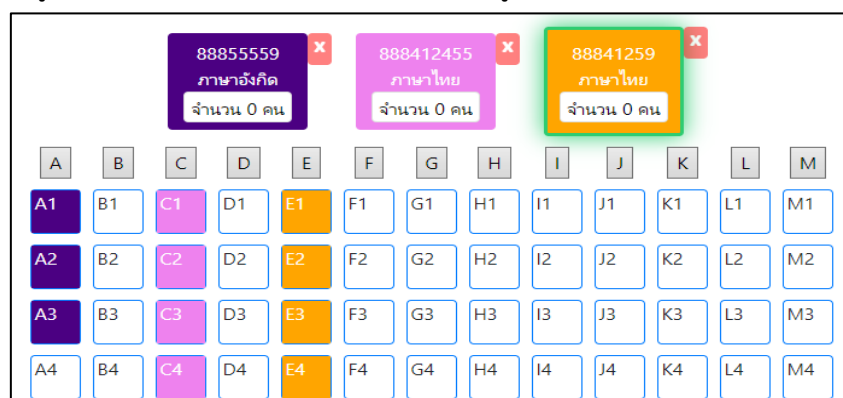 88855559 x 888412455 x 88841259 x
ภาษาอังกิด ภาษาไทย ภาษาไทย
จำนวน 0 คน จำนวน 0 คน จำนวน 0 คน
A B C D E F G H I J K L M
A1 B1 C1 D1 E1 F1 G1 H1 I1 J1 K1 L1 M1
A2 B2 C2 D2 E2 F2 G2 H2 I2 J2 K2 L2 M2
A3 B3 C3 D3 E3 F3 G3 H3 I3 J3 K3 L3 M3
A4 B4 C4 D4 E4 F4 G4 H4 I4 J4 K4 L4 M4